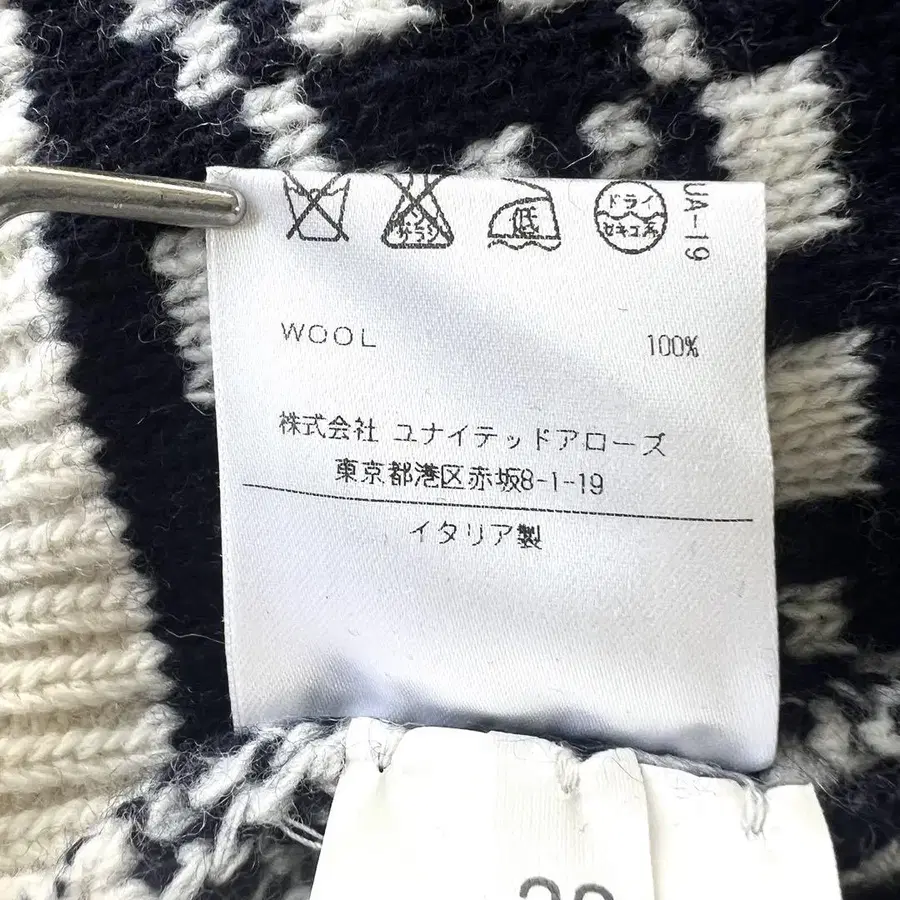 低
ドライ
セキユ系
UA-19
WOOL 100%
株式会社 ユナイテッドアローズ
東京都港区赤坂8-1-19
イタリア製